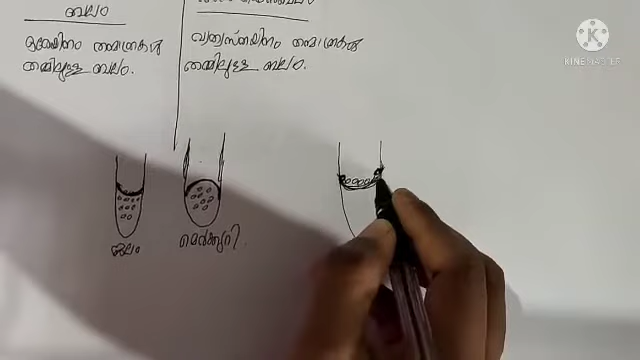 ബലം
ഒരേയിനം തന്മാത്രകൾ
തമ്മിലുള്ള ബലം.
വ്യത്യസ്തയിനം തന്മാത്രകൾ
തമ്മിലുള്ള ബലം.
ജലം
മെർക്കുറി.
K
KINEMASTER